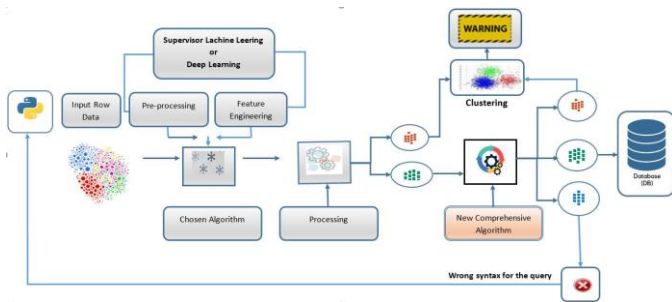 WARNING
Supervisor Lachine Leering
or
Deep Learning
Input Row
Data
Pre-processing
Feature
Engineering
Clustering
Database
(DB)
Chosen Algorithm
Processing
New Comprehensive
Algorithm
Wrong syntax for the query